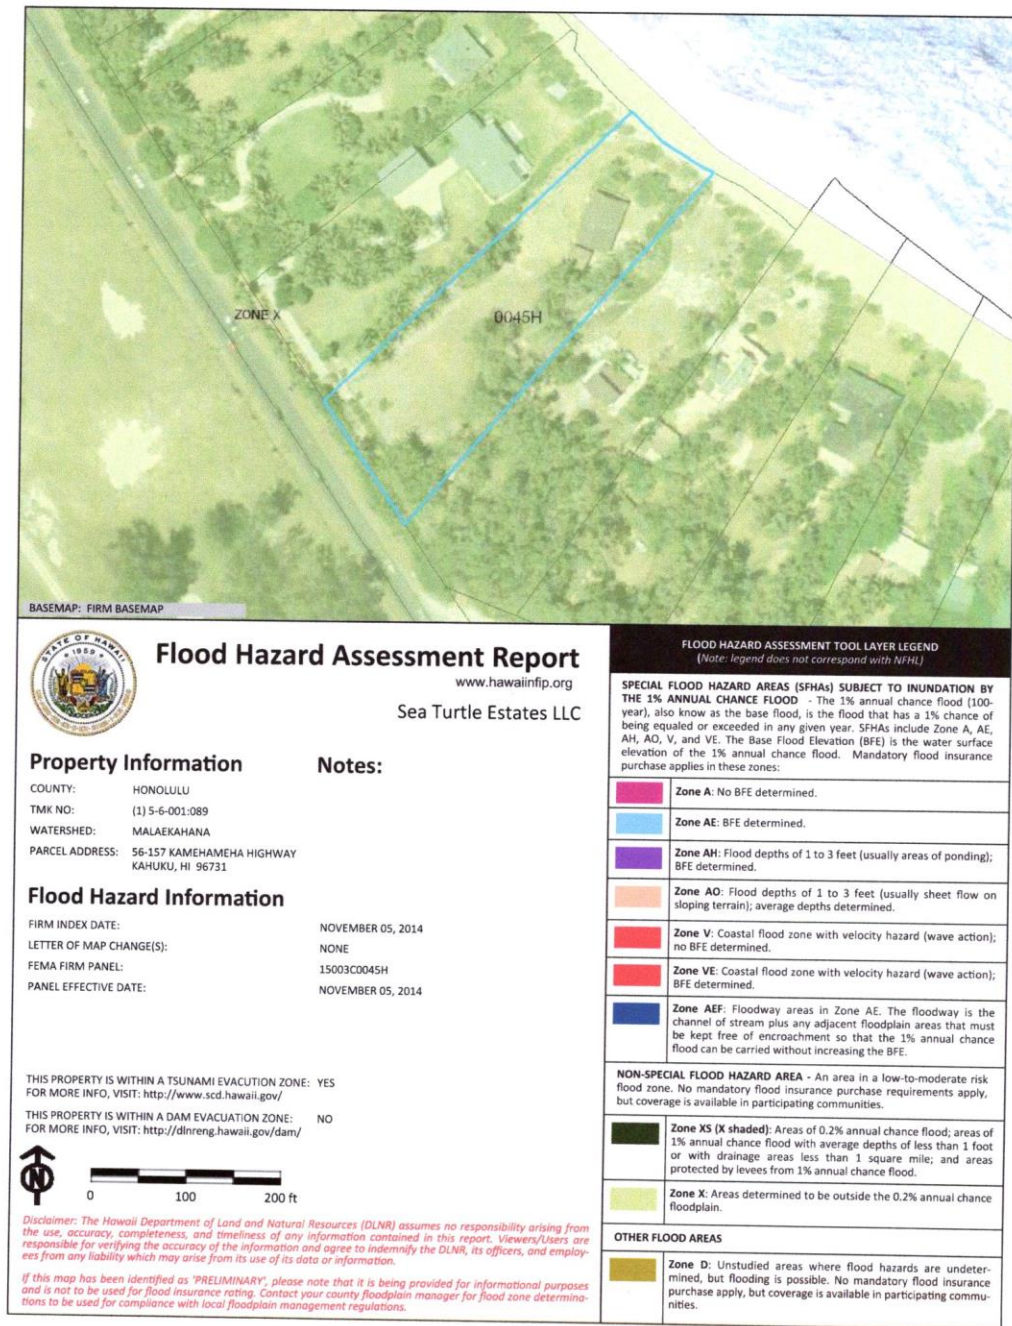 ZONE X
0045H
BASEMAP: FIRM BASEMAP
STATE OF HAWAII
1959
Flood Hazard Assessment Report
www.hawaiinfip.org
Sea Turtle Estates LLC
Property Information
Notes:
COUNTY: HONOLULU
TMK NO: (1) 5-6-001:089
WATERSHED: MALAEKAHANA
PARCEL ADDRESS: 56-157 KAMEHAMEHA HIGHWAY
KAHUKU, HI 96731
Flood Hazard Information
FIRM INDEX DATE: NOVEMBER 05, 2014
LETTER OF MAP CHANGE(S): NONE
FEMA FIRM PANEL: 15003C0045H
PANEL EFFECTIVE DATE: NOVEMBER 05, 2014
THIS PROPERTY IS WITHIN A TSUNAMI EVACUTION ZONE: YES
FOR MORE INFO, VISIT: http://www.scd.hawaii.gov/
THIS PROPERTY IS WITHIN A DAM EVACUATION ZONE: NO
FOR MORE INFO, VISIT: http://dlnreng.hawaii.gov/dam/
N
0 100 200 ft
Disclaimer: The Hawaii Department of Land and Natural Resources (DLNR) assumes no responsibility arising from
the use, accuracy, completeness, and timeliness of any information contained in this report. Viewers/Users are
responsible for verifying the accuracy of the information and agree to indemnify the DLNR, its officers, and employ-
ees from any liability which may arise from its use of its data or information.
If this map has been identified as 'PRELIMINARY', please note that it is being provided for informational purposes
and is not to be used for flood insurance rating. Contact your county floodplain manager for flood zone determina-
tions to be used for compliance with local floodplain management regulations.
FLOOD HAZARD ASSESSMENT TOOL LAYER LEGEND
(Note: legend does not correspond with NFHL)
SPECIAL FLOOD HAZARD AREAS (SFHAs) SUBJECT TO INUNDATION BY
THE 1% ANNUAL CHANCE FLOOD - The 1% annual chance flood (100-
year), also know as the base flood, is the flood that has a 1% chance of
being equaled or exceeded in any given year. SFHAs include Zone A, AE,
AH, AO, V, and VE. The Base Flood Elevation (BFE) is the water surface
elevation of the 1% annual chance flood. Mandatory flood insurance
purchase applies in these zones:
Zone A: No BFE determined.
Zone AE: BFE determined.
Zone AH: Flood depths of 1 to 3 feet (usually areas of ponding);
BFE determined.
Zone AO: Flood depths of 1 to 3 feet (usually sheet flow on
sloping terrain); average depths determined.
Zone V: Coastal flood zone with velocity hazard (wave action);
no BFE determined.
Zone VE: Coastal flood zone with velocity hazard (wave action);
BFE determined.
Zone AEF: Floodway areas in Zone AE. The floodway is the
channel of stream plus any adjacent floodplain areas that must
be kept free of encroachment so that the 1% annual chance
flood can be carried without increasing the BFE.
NON-SPECIAL FLOOD HAZARD AREA - An area in a low-to-moderate risk
flood zone. No mandatory flood insurance purchase requirements apply,
but coverage is available in participating communities.
Zone XS (X shaded): Areas of 0.2% annual chance flood; areas of
1% annual chance flood with average depths of less than 1 foot
or with drainage areas less than 1 square mile; and areas
protected by levees from 1% annual chance flood.
Zone X: Areas determined to be outside the 0.2% annual chance
floodplain.
OTHER FLOOD AREAS
Zone D: Unstudied areas where flood hazards are undeter-
mined, but flooding is possible. No mandatory flood insurance
purchase apply, but coverage is available in participating commu-
nities.